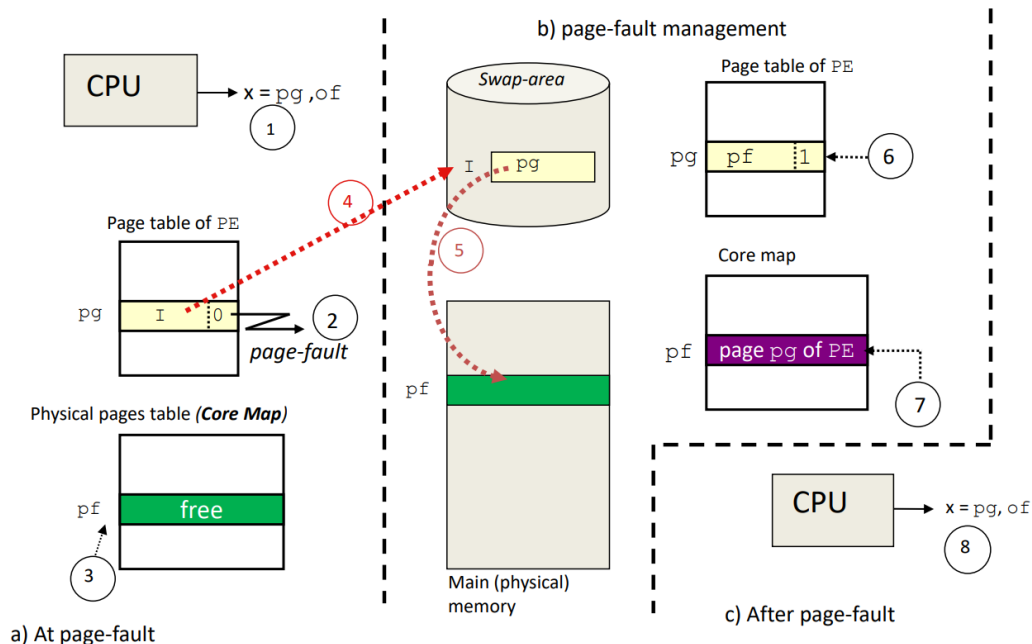 CPU
x = pg ,of
1
Page table of PE
pg
I
0
2
page-fault
Physical pages table (Core Map)
pf
free
3
a) At page-fault
b) page-fault management
Swap-area
I
pg
4
5
pf
Main (physical)
memory
Page table of PE
pg
pf
1
6
Core map
pf
page pg of PE
7
CPU
x = pg, of
8
c) After page-fault